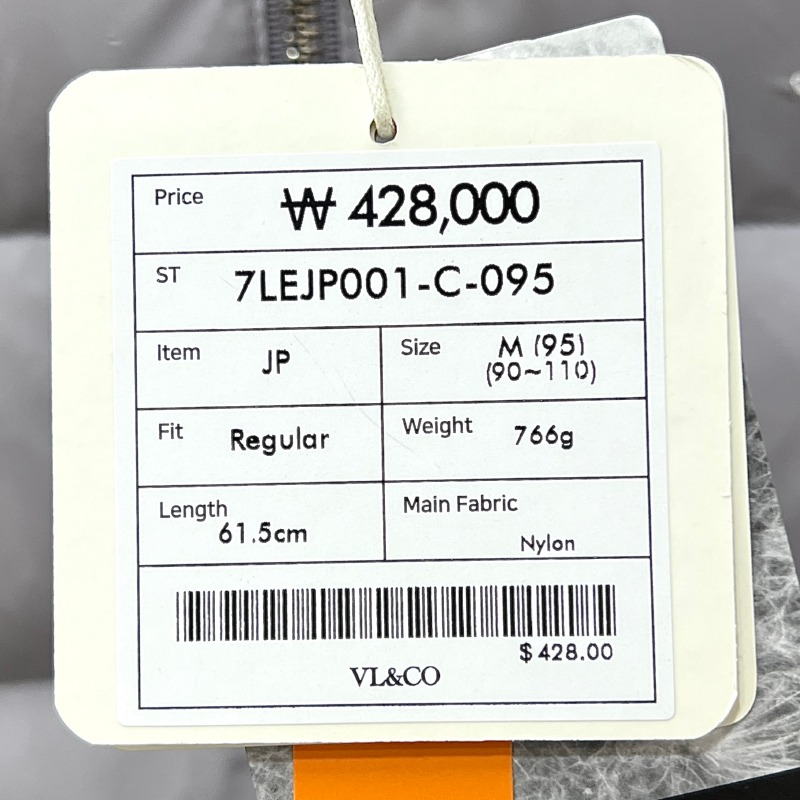 Price ₩ 428,000
ST 7LEJP001-C-095
Item JP Size M (95)
(90~110)
Fit Regular Weight 766g
Length 61.5cm Main Fabric Nylon
$ 428.00
VL&CO